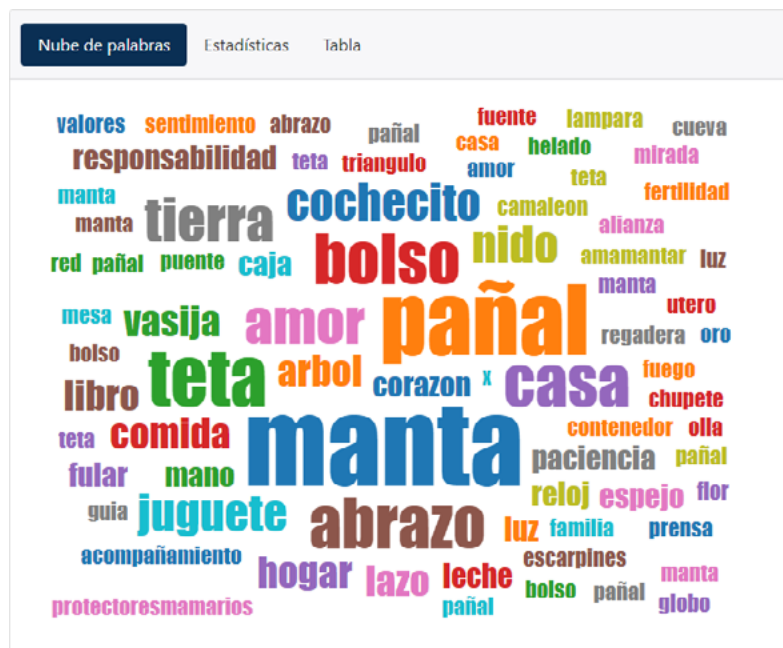 Nube de palabras Estadísticas Tabla
valores sentimiento abrazo pañal fuente lampara cueva
responsabilidad teta triangulo casa helado mirada
amor teta fertilidad
manta tierra cochecito camaleon alianza
manta bolso nido amamantar luz
red pañal puente caja manta
mesa vasija amor pañal utero
regadera oro
bolso teta arbol corazon x casa fuego
libro chupete
teta comida manta contenedor olla
paciencia pañal
fular mano reloj espejo flor
guia juguete abrazo luz familia prensa
acompañamiento hogar lazo leche escarpines
manta
protectoresmamarios pañal bolso pañal globo